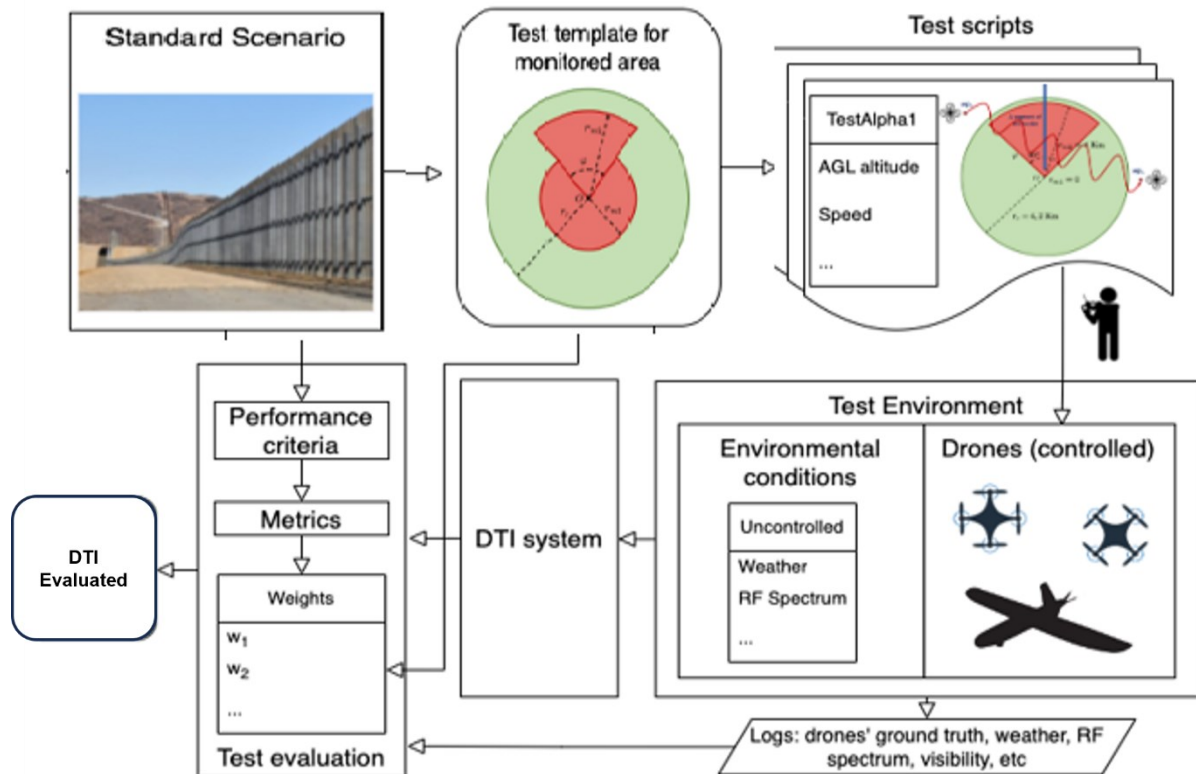 Standard Scenario
Test template for
monitored area
Test scripts
TestAlpha1
AGL altitude
Speed
...
Performance
criteria
Metrics
Weights
w₁
w₂
...
Test evaluation
DTI
Evaluated
DTI system
Test Environment
Environmental
conditions
Uncontrolled
Weather
RF Spectrum
...
Drones (controlled)
Logs: drones' ground truth, weather, RF
spectrum, visibility, etc